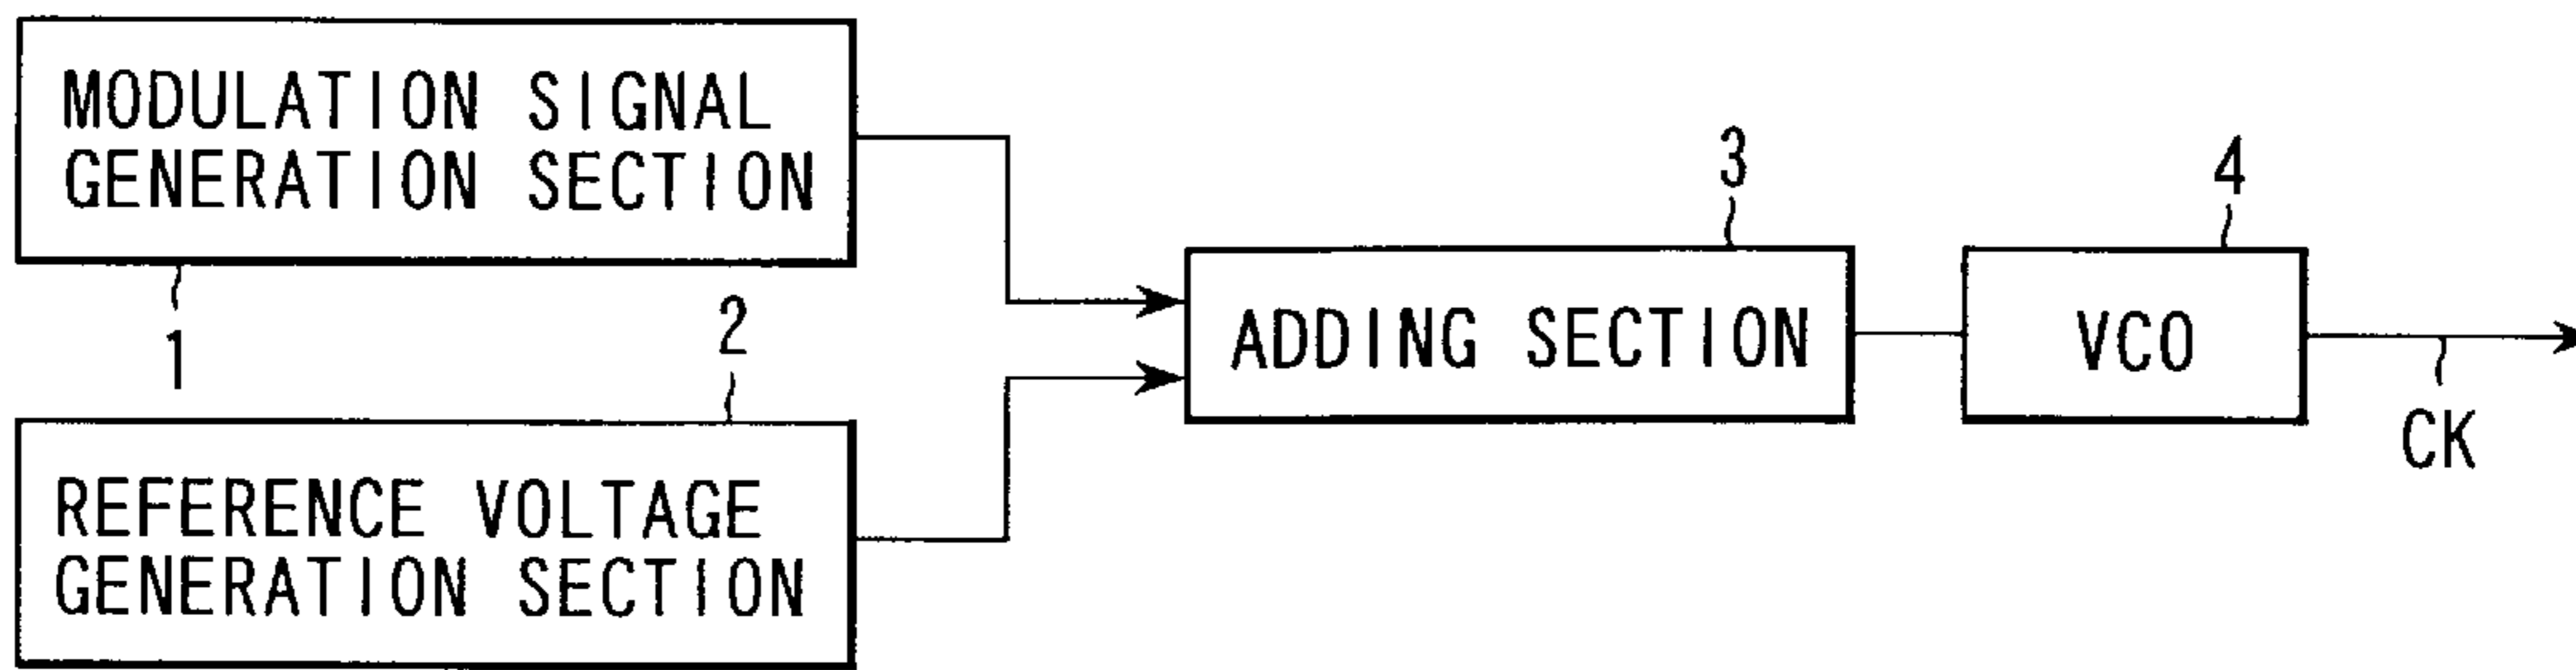 MODULATION SIGNAL
GENERATION SECTION
1
2
REFERENCE VOLTAGE
GENERATION SECTION
3
ADDING SECTION
4
VCO
CK